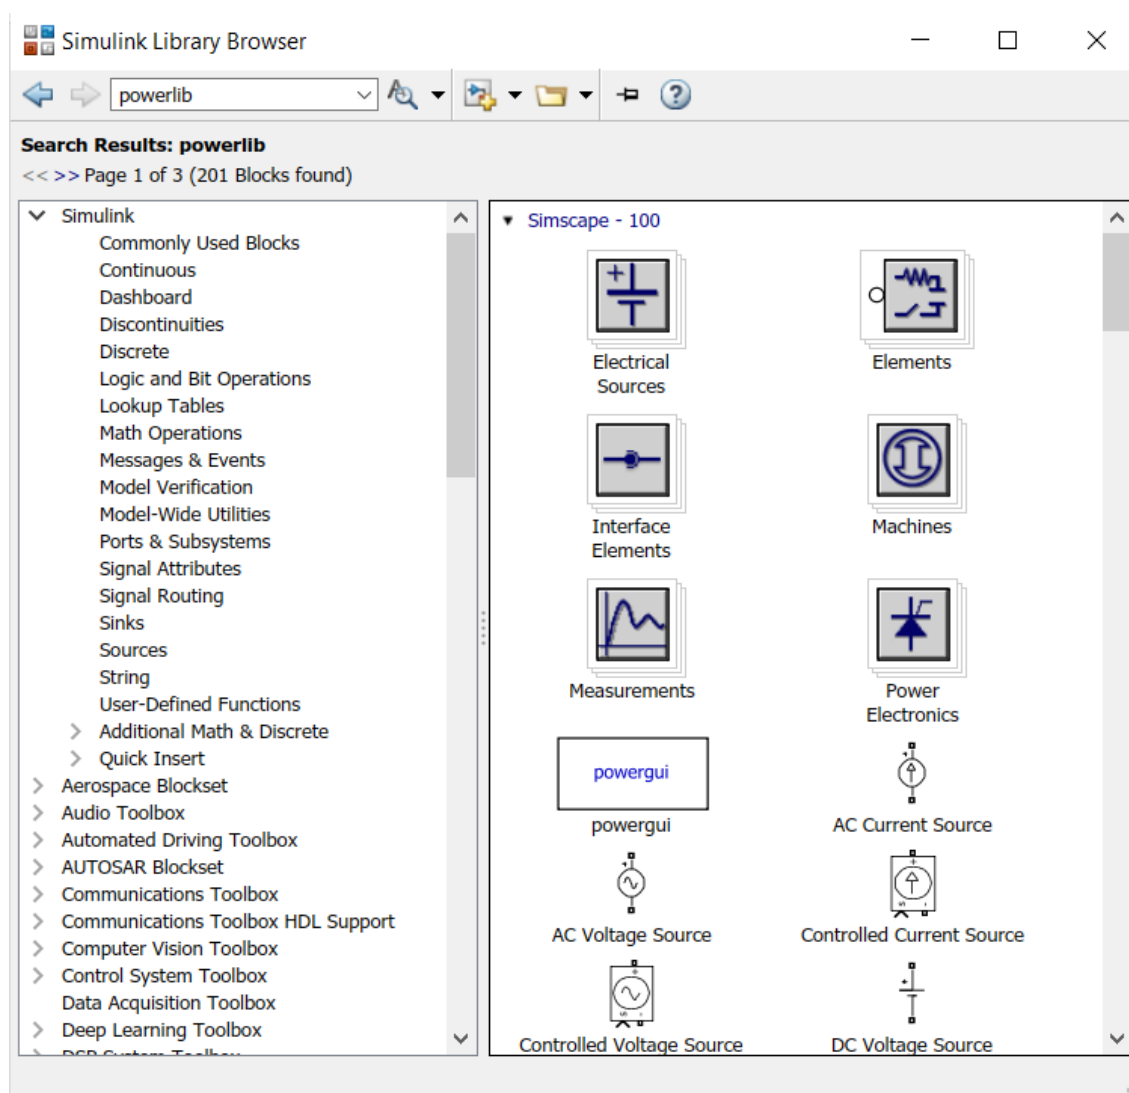 Simulink Library Browser
powerlib
Search Results: powerlib
<< >> Page 1 of 3 (201 Blocks found)
Simulink
Commonly Used Blocks
Continuous
Dashboard
Discontinuities
Discrete
Logic and Bit Operations
Lookup Tables
Math Operations
Messages & Events
Model Verification
Model-Wide Utilities
Ports & Subsystems
Signal Attributes
Signal Routing
Sinks
Sources
String
User-Defined Functions
Additional Math & Discrete
Quick Insert
Aerospace Blockset
Audio Toolbox
Automated Driving Toolbox
AUTOSAR Blockset
Communications Toolbox
Communications Toolbox HDL Support
Computer Vision Toolbox
Control System Toolbox
Data Acquisition Toolbox
Deep Learning Toolbox
DSP System Toolbox
Simscape - 100
Electrical
Sources
Elements
Interface
Elements
Machines
Measurements
Power
Electronics
powergui
powergui
AC Current Source
AC Voltage Source
Controlled Current Source
Controlled Voltage Source
DC Voltage Source